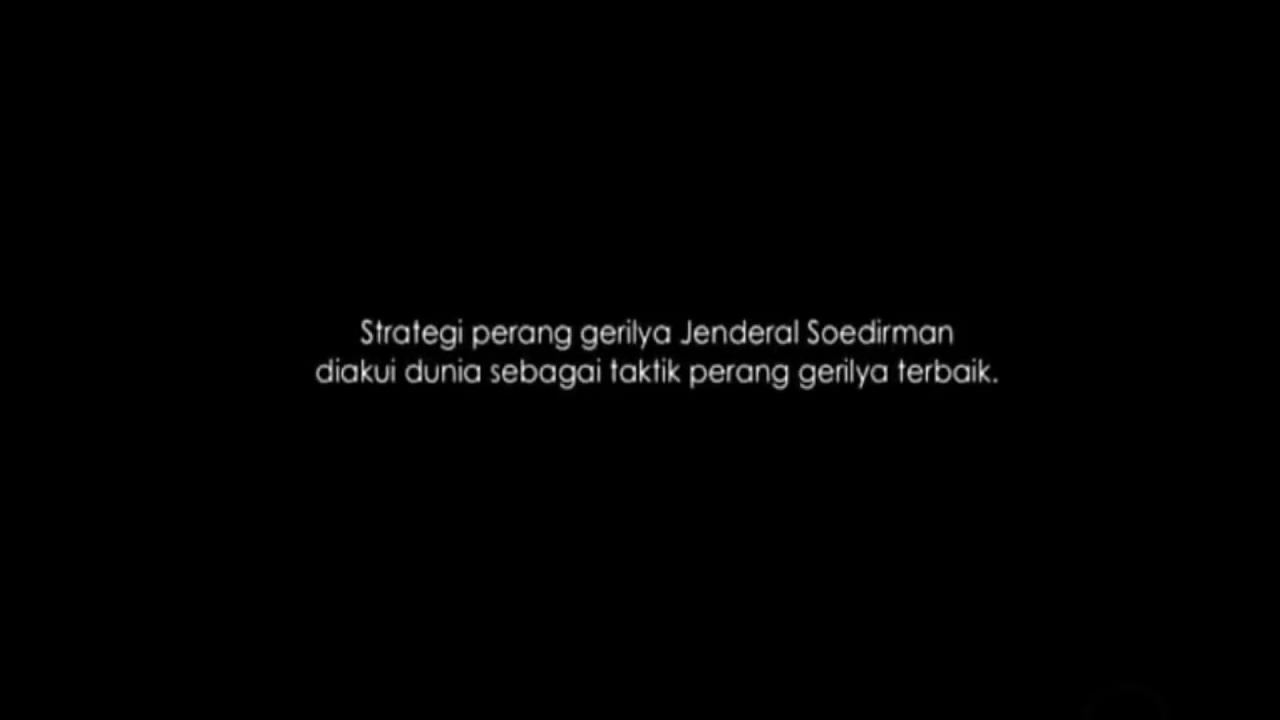 Strategi perang gerilya Jenderal Soedirman
diakui dunia sebagai taktik perang gerilya terbaik.